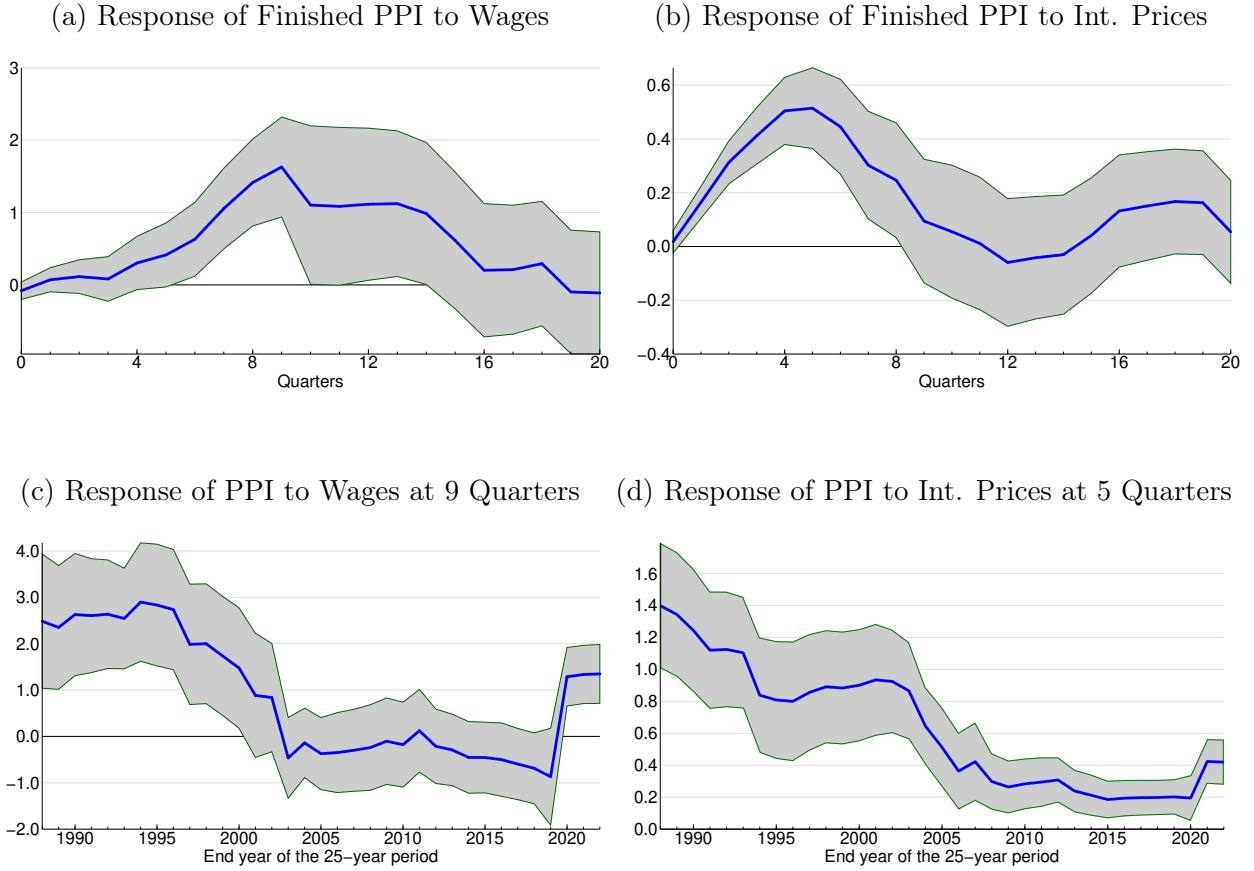 (a) Response of Finished PPI to Wages
3
2
1
0
0 4 8 12 16 20
Quarters
(b) Response of Finished PPI to Int. Prices
0.6
0.4
0.2
0.0
−0.2
−0.4
0 4 8 12 16 20
Quarters
(c) Response of PPI to Wages at 9 Quarters
4.0
3.0
2.0
1.0
0.0
−1.0
−2.0
1990 1995 2000 2005 2010 2015 2020
End year of the 25−year period
(d) Response of PPI to Int. Prices at 5 Quarters
1.6
1.4
1.2
1.0
0.8
0.6
0.4
0.2
0.0
1990 1995 2000 2005 2010 2015 2020
End year of the 25−year period